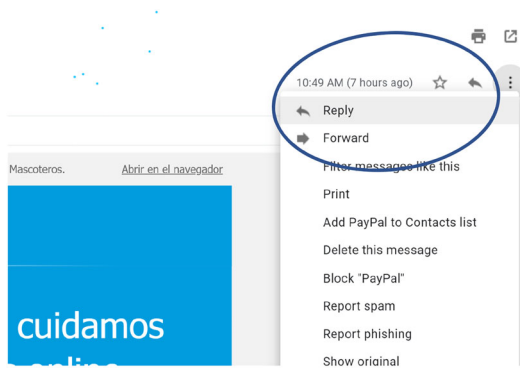 10:49 AM (7 hours ago)
Reply
Forward
Filter messages like this
Print
Add PayPal to Contacts list
Delete this message
Block "PayPal"
Report spam
Report phishing
Show original
Mascoteros.
Abrir en el navegador
cuidamos
online